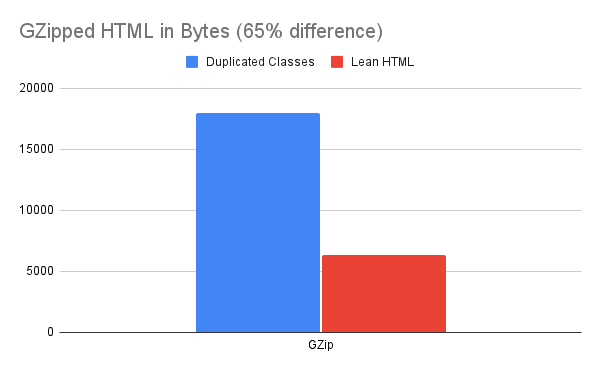 GZipped HTML in Bytes (65% difference)
Duplicated Classes Lean HTML
20000
15000
10000
5000
0
GZip